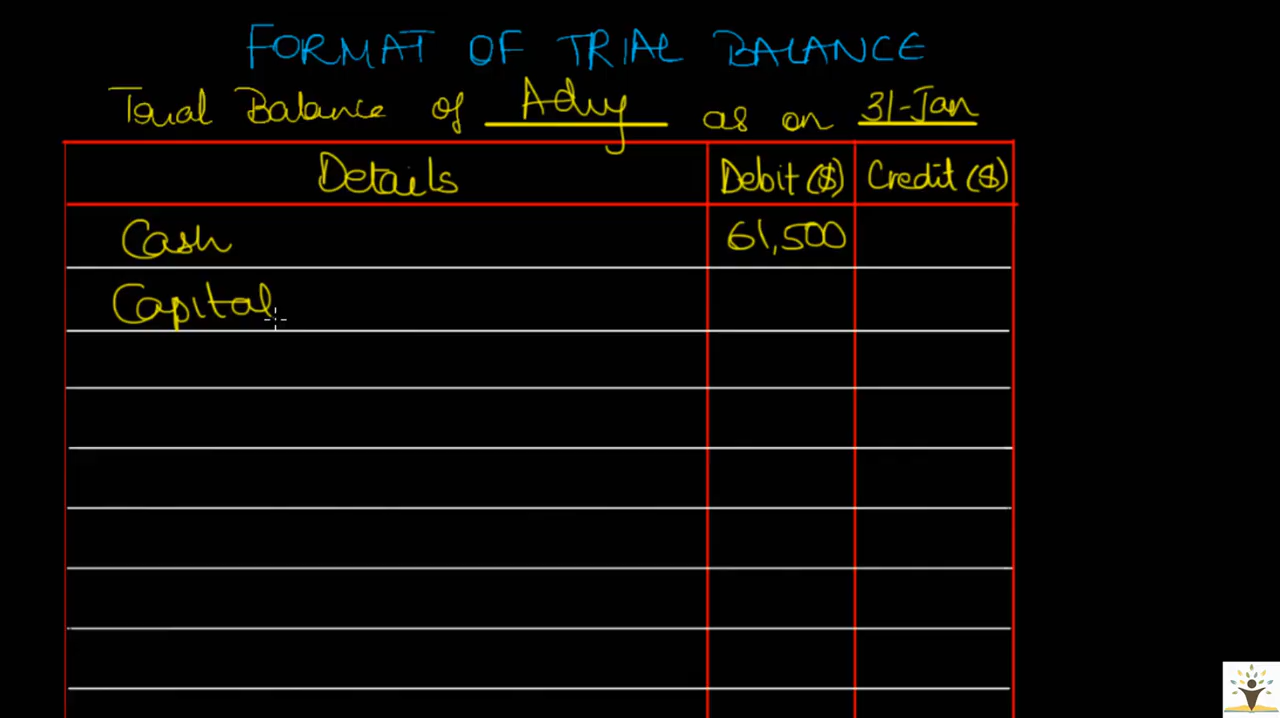 FORMAT OF TRIAL BALANCE
Trial Balance of Adry as on 31-Jan
Details Debit ($) Credit ($)
Cash 61,500
Capital